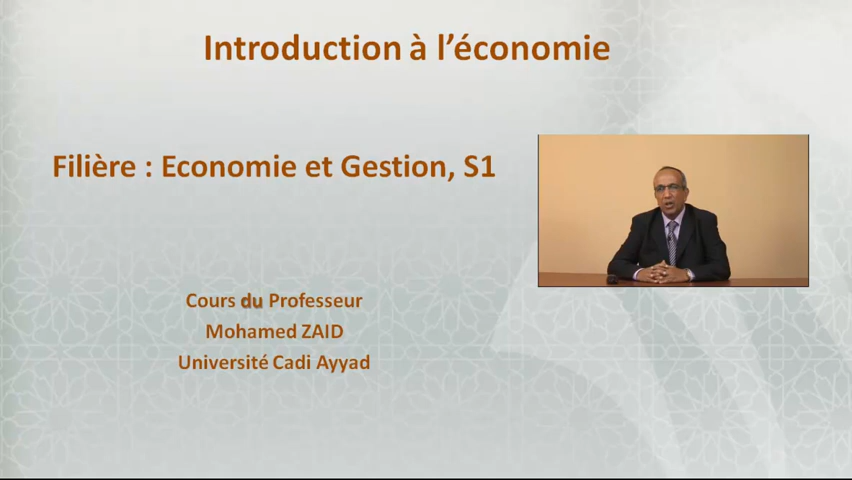 Introduction à l'économie
Filière : Economie et Gestion, S1
Cours du Professeur
Mohamed ZAID
Université Cadi Ayyad